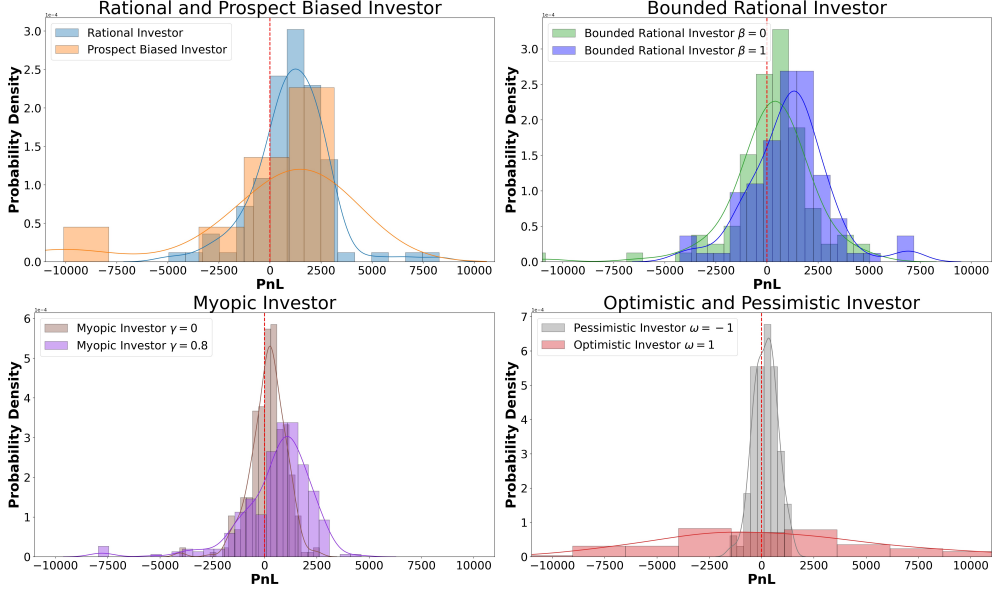 Rational and Prospect Biased Investor
1e-4
Rational Investor
Prospect Biased Investor
Probability Density
3.0
2.5
2.0
1.5
1.0
0.5
0.0
−10000 −7500 −5000 −2500 0 2500 5000 7500 10000
PnL
Bounded Rational Investor
1e-4
Bounded Rational Investor β = 0
Bounded Rational Investor β = 1
Probability Density
3.0
2.5
2.0
1.5
1.0
0.5
0.0
−10000 −7500 −5000 −2500 0 2500 5000 7500 10000
PnL
Myopic Investor
1e-4
Myopic Investor γ = 0
Myopic Investor γ = 0.8
Probability Density
6
5
4
3
2
1
0
−10000 −7500 −5000 −2500 0 2500 5000 7500 10000
PnL
Optimistic and Pessimistic Investor
1e-4
Pessimistic Investor ω = −1
Optimistic Investor ω = 1
Probability Density
7
6
5
4
3
2
1
0
−10000 −7500 −5000 −2500 0 2500 5000 7500 10000
PnL